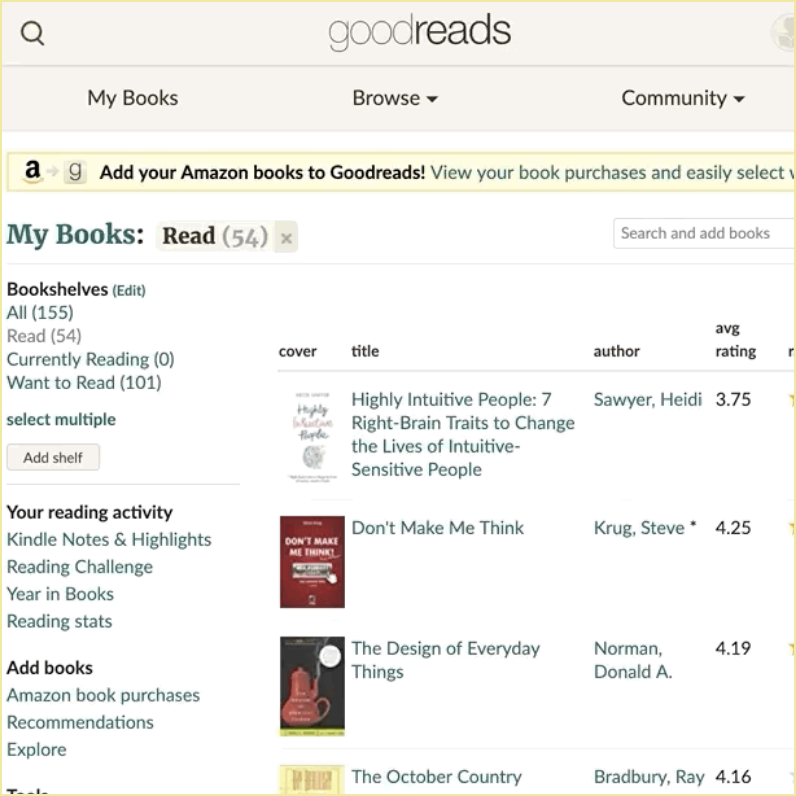 goodreads
My Books
Browse
Community
a g Add your Amazon books to Goodreads! View your book purchases and easily select
My Books: Read (54) ×
Search and add books
Bookshelves (Edit)
All (155)
Read (54)
Currently Reading (0)
Want to Read (101)
select multiple
Add shelf
Your reading activity
Kindle Notes & Highlights
Reading Challenge
Year in Books
Reading stats
Add books
Amazon book purchases
Recommendations
Explore
Tools
cover title author avg rating
Highly Intuitive People
Highly Intuitive People: 7
Right-Brain Traits to Change
the Lives of Intuitive-
Sensitive People
Sawyer, Heidi 3.75
DON'T MAKE
ME THINK!
Don't Make Me Think
Krug, Steve * 4.25
The Design of Everyday
Things
Norman,
Donald A.
4.19
The October Country
Bradbury, Ray 4.16